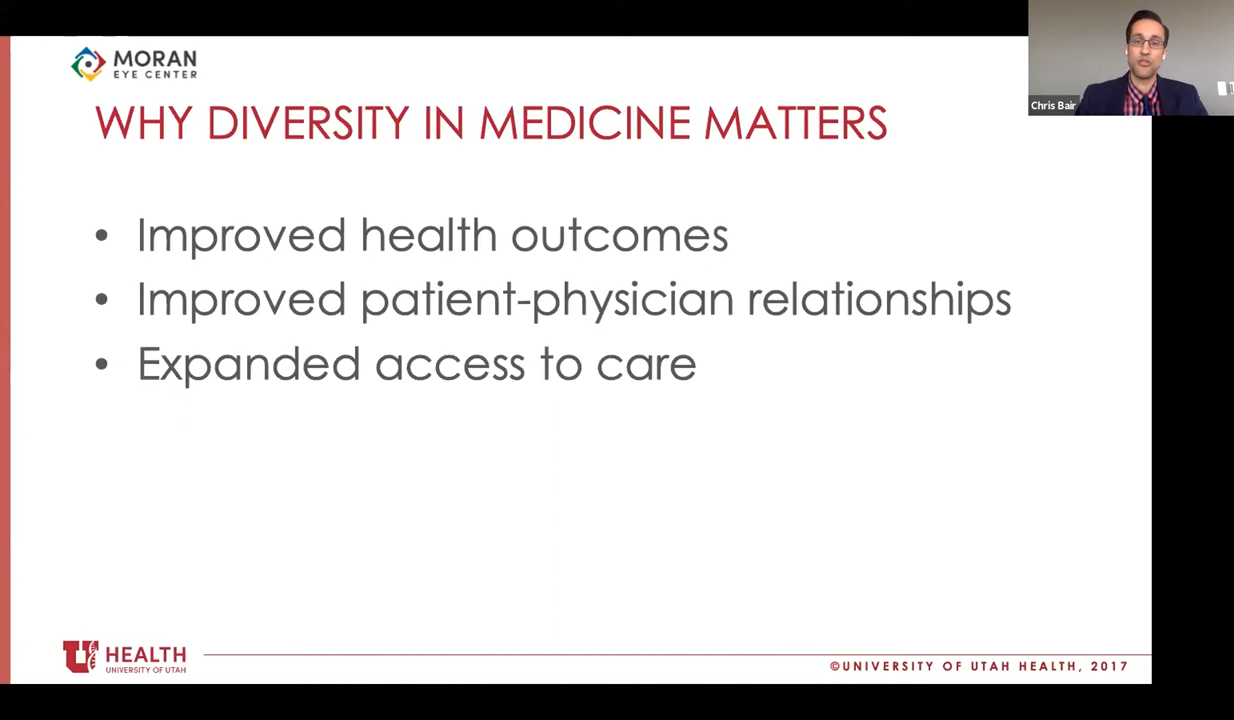 MORAN
EYE CENTER
Chris Bair
WHY DIVERSITY IN MEDICINE MATTERS
• Improved health outcomes
• Improved patient-physician relationships
• Expanded access to care
U HEALTH
UNIVERSITY OF UTAH
©UNIVERSITY OF UTAH HEALTH, 2017